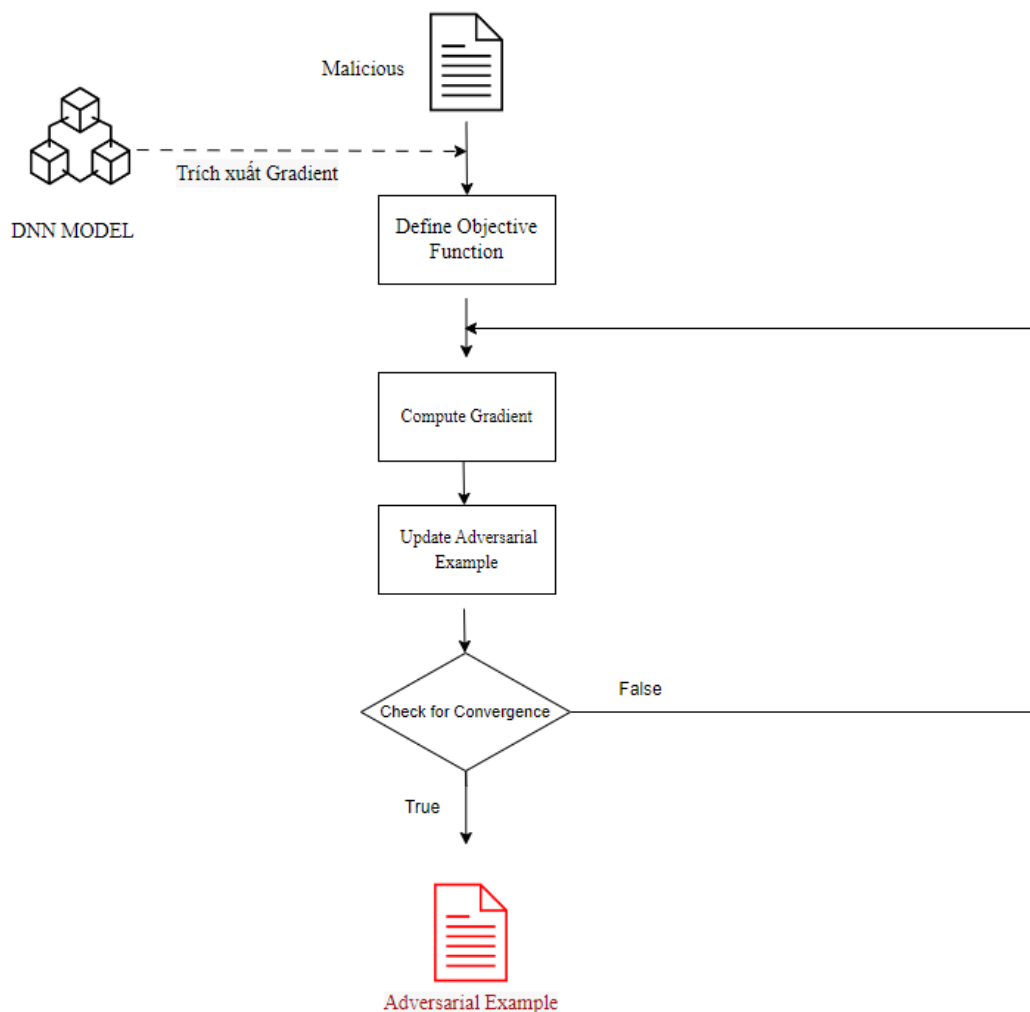 Malicious
Trích xuất Gradient
DNN MODEL
Define Objective
Function
Compute Gradient
Update Adversarial
Example
False
Check for Convergence
True
Adversarial Example